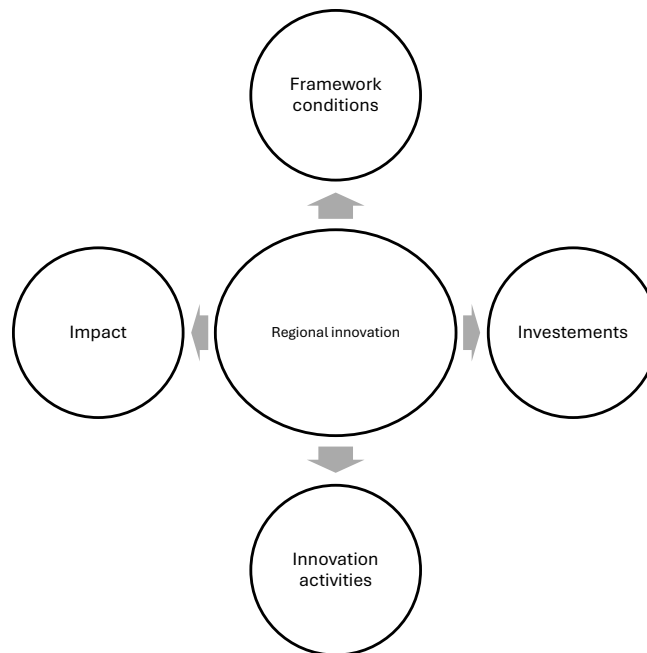 Framework
conditions
Impact
Regional innovation
Investements
Innovation
activities